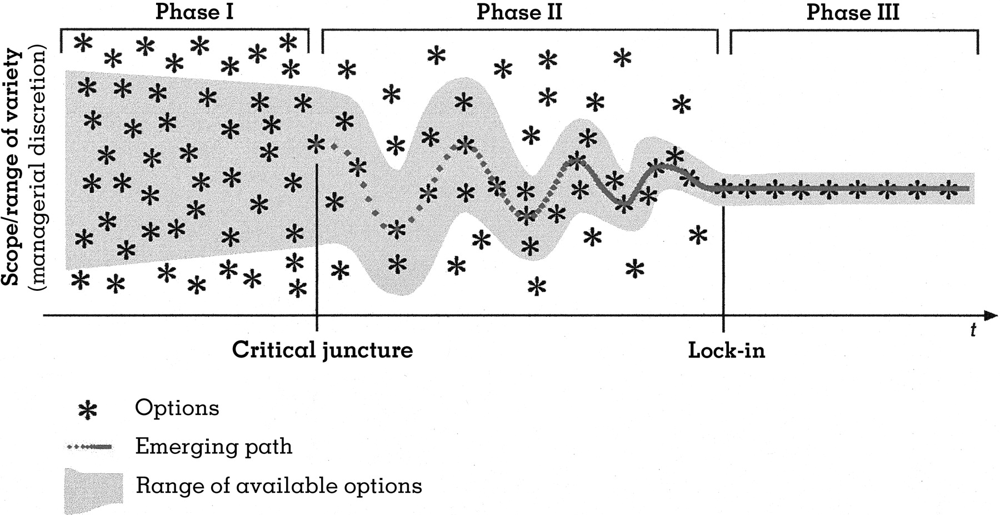 Phase I
Phase II
Phase III
Scope/range of variety
(managerial discretion)
t
Critical juncture
Lock-in
Options
Emerging path
Range of available options